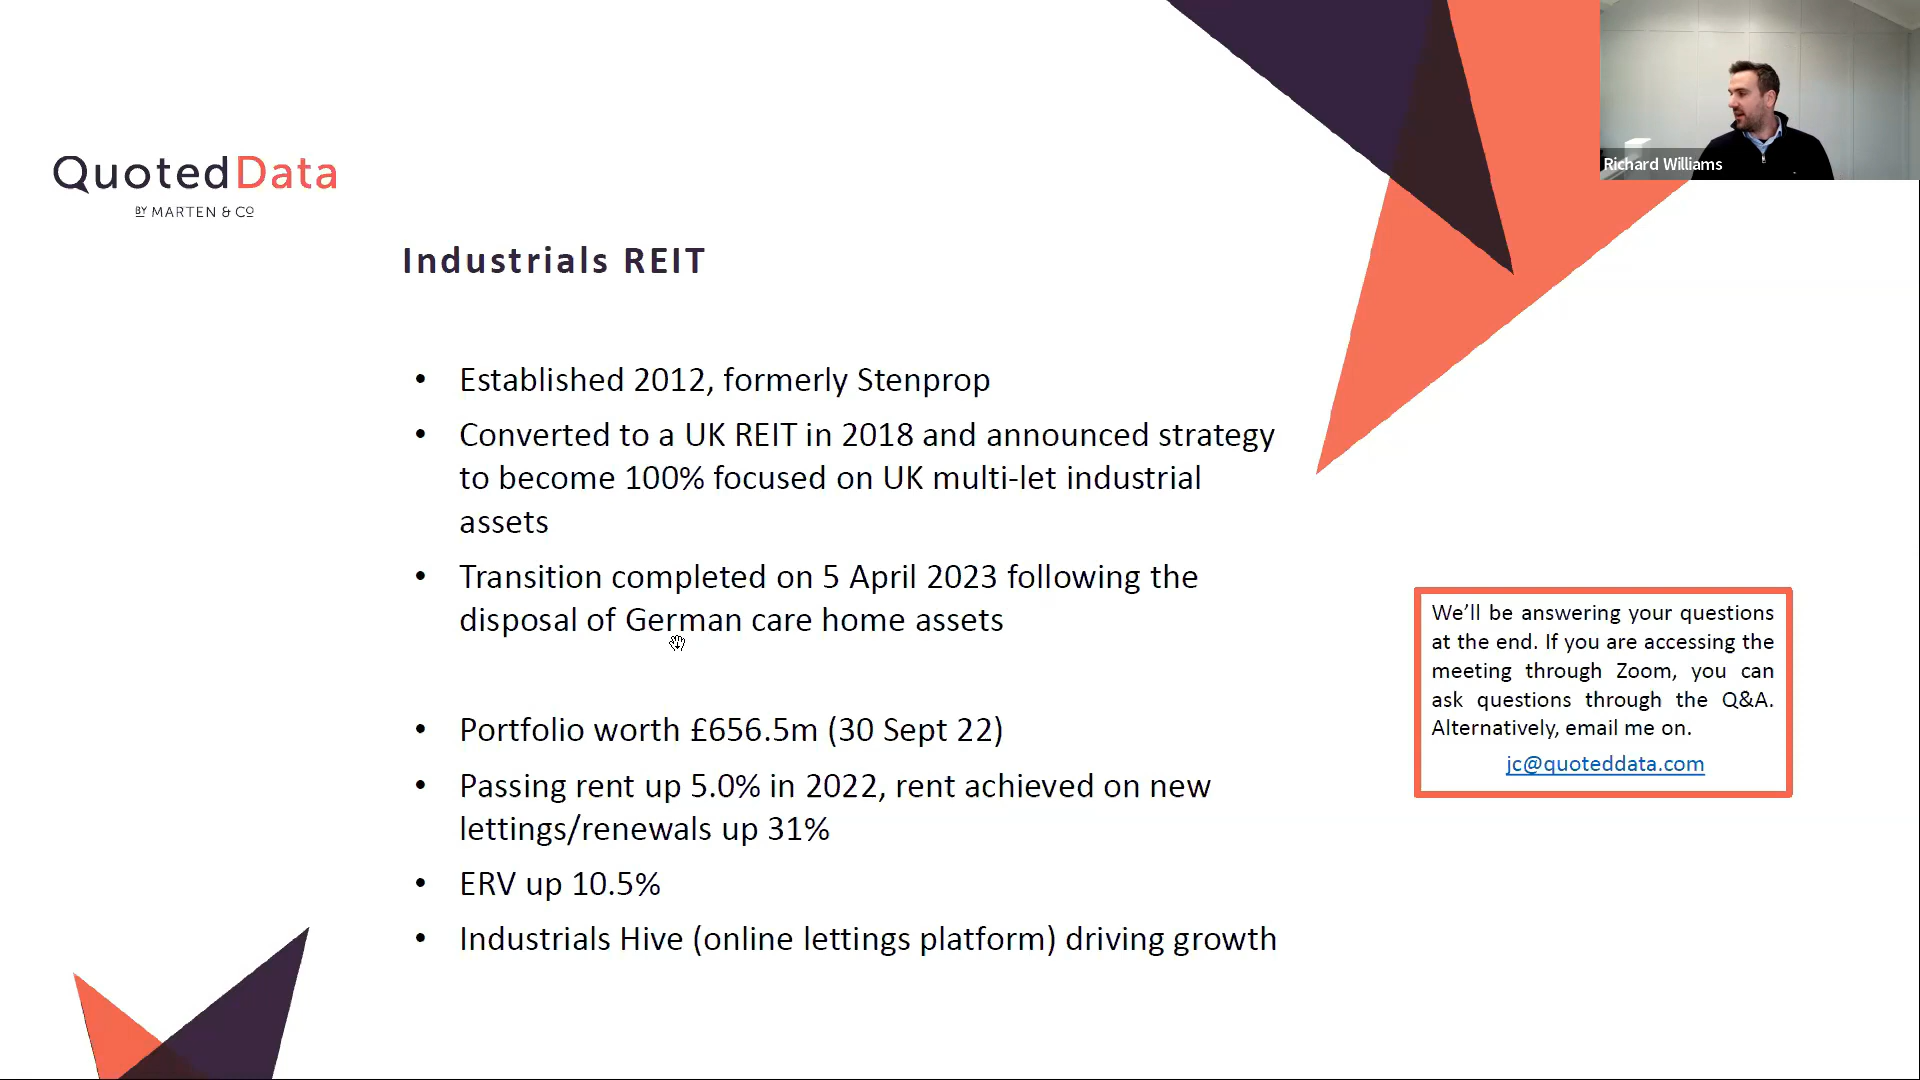 QuotedData
BY MARTEN & CO
Richard Williams
Industrials REIT
• Established 2012, formerly Stenprop
• Converted to a UK REIT in 2018 and announced strategy
to become 100% focused on UK multi-let industrial
assets
• Transition completed on 5 April 2023 following the
disposal of German care home assets
• Portfolio worth £656.5m (30 Sept 22)
• Passing rent up 5.0% in 2022, rent achieved on new
lettings/renewals up 31%
• ERV up 10.5%
• Industrials Hive (online lettings platform) driving growth
We’ll be answering your questions
at the end. If you are accessing the
meeting through Zoom, you can
ask questions through the Q&A.
Alternatively, email me on.
jc@quoteddata.com